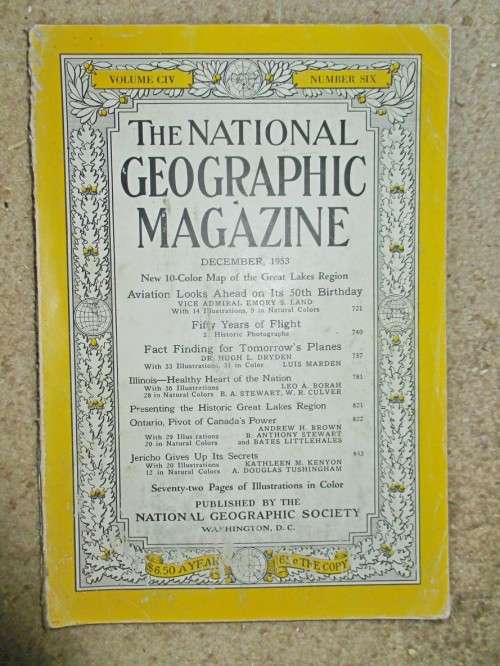 VOLUME CIV NUMBER SIX
THE NATIONAL
GEOGRAPHIC
MAGAZINE
DECEMBER, 1953
New 10-Color Map of the Great Lakes Region
Aviation Looks Ahead on Its 50th Birthday
VICE ADMIRAL EMORY S. LAND
With 14 Illustrations, 9 in Natural Colors 721
Fifty Years of Flight
Historic Photographs 740
Fact Finding for Tomorrow's Planes
DR. HUGH L. DRYDEN 757
With 33 Illustrations, 31 in Color LUIS MARDEN
Illinois—Healthy Heart of the Nation 781
With 36 Illustrations LEO A. BORAH
28 in Natural Colors B. A. STEWART, W. R. CULVER
Presenting the Historic Great Lakes Region 821
Ontario, Pivot of Canada's Power 822
ANDREW H. BROWN
With 29 Illustrations B. ANTHONY STEWART
20 in Natural Colors and BATES LITTLEHALES
Jericho Gives Up Its Secrets
With 20 Illustrations KATHLEEN M. KENYON
12 in Natural Colors A. DOUGLAS TUSHINGHAM
Seventy-two Pages of Illustrations in Color
PUBLISHED BY THE
NATIONAL GEOGRAPHIC SOCIETY
WASHINGTON, D. C.
$6.50 A YEAR THE COPY